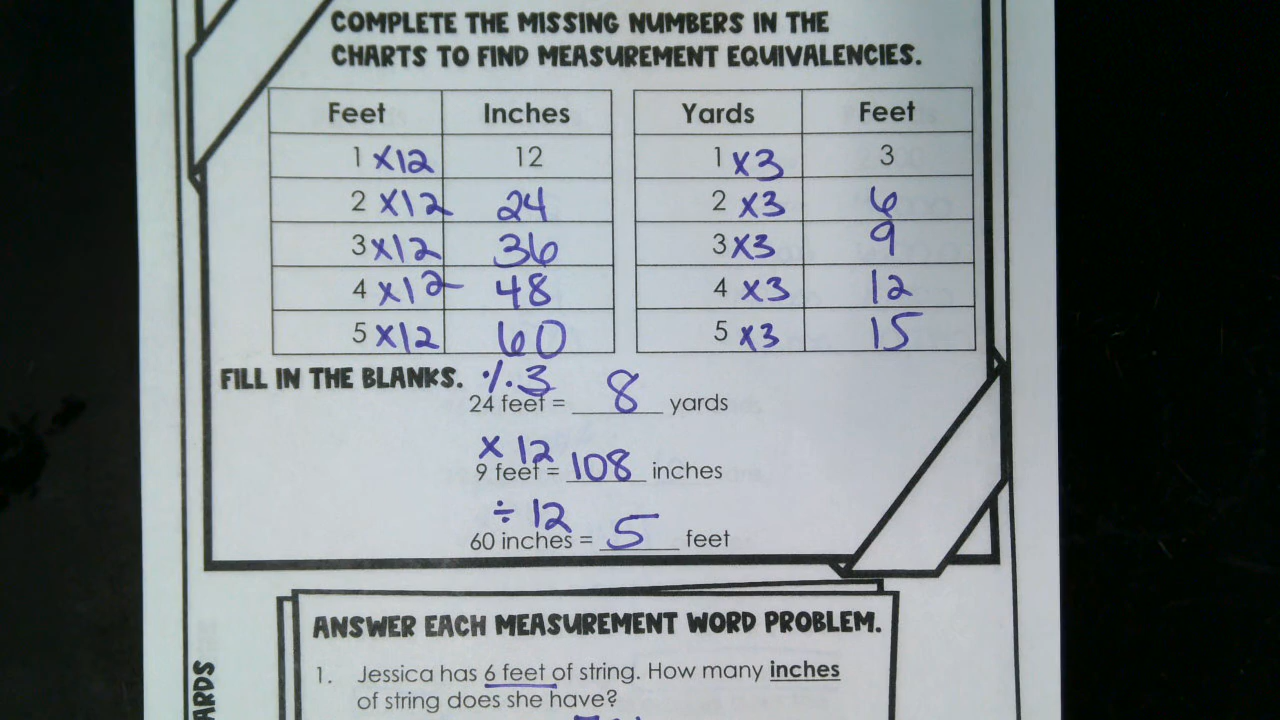 COMPLETE THE MISSING NUMBERS IN THE
CHARTS TO FIND MEASUREMENT EQUIVALENCIES.
Feet Inches Yards Feet
1 x12 12 1 x3 3
2 x12 24 2 x3 6
3 x12 36 3 x3 9
4 x12 48 4 x3 12
5 x12 60 5 x3 15
FILL IN THE BLANKS.
÷ 3
24 feet = 8 yards
x 12
9 feet = 108 inches
÷ 12
60 inches = 5 feet
ANSWER EACH MEASUREMENT WORD PROBLEM.
1. Jessica has 6 feet of string. How many inches
of string does she have?